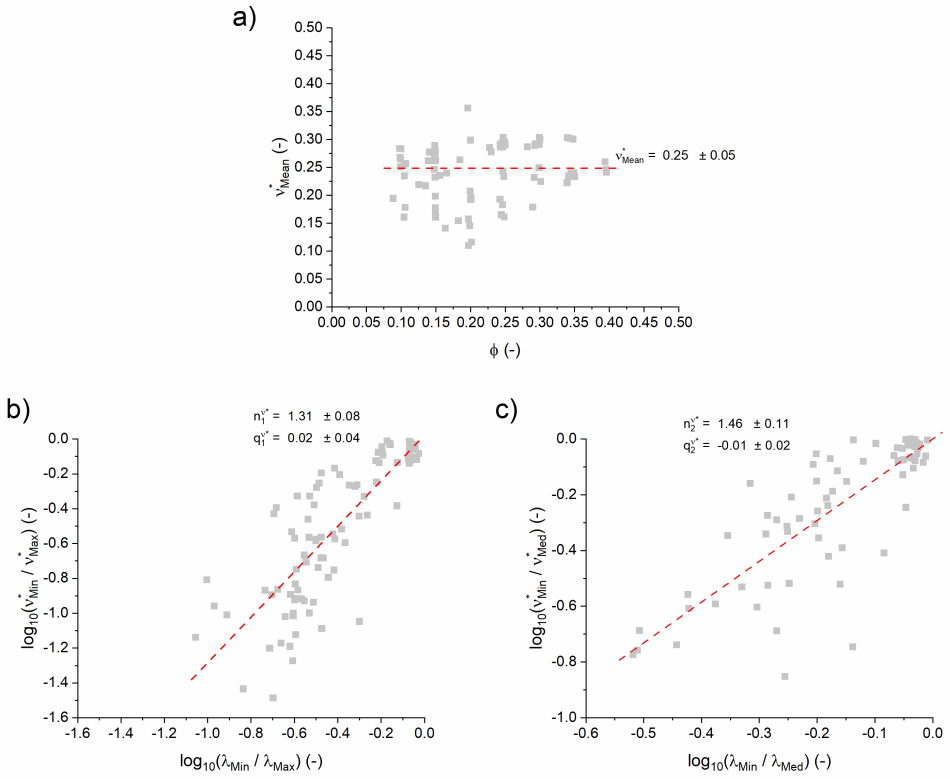 a)
0.50
0.45
0.40
0.35
0.30
0.25
0.20
0.15
0.10
0.05
0.00
ν*Mean (-)
ν*Mean = 0.25 ± 0.05
0.00 0.05 0.10 0.15 0.20 0.25 0.30 0.35 0.40 0.45 0.50
ϕ (-)
b)
n₁ν* = 1.31 ± 0.08
q₁ν* = 0.02 ± 0.04
0.0
-0.2
-0.4
-0.6
-0.8
-1.0
-1.2
-1.4
-1.6
log₁₀(ν*Min / ν*Max) (-)
-1.6 -1.4 -1.2 -1.0 -0.8 -0.6 -0.4 -0.2 0.0
log₁₀(λMin / λMax) (-)
c)
n₂ν* = 1.46 ± 0.11
q₂ν* = -0.01 ± 0.02
0.0
-0.2
-0.4
-0.6
-0.8
-1.0
log₁₀(ν*Min / ν*Med) (-)
-0.6 -0.5 -0.4 -0.3 -0.2 -0.1 0.0
log₁₀(λMin / λMed) (-)